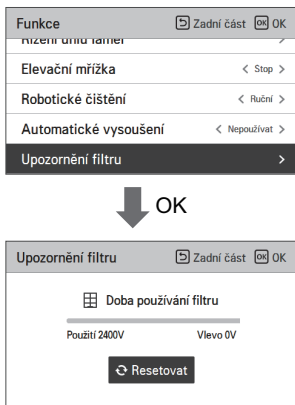 Funkce Zadní část OK OK
Řízení úhlu lamel
Elevační mřížka < Stop >
Robotické čištění < Ruční >
Automatické vysoušení < Nepoužívat >
Upozornění filtru >
OK
Upozornění filtru Zadní část OK OK
Doba používání filtru
Použití 2400V Vlevo 0V
Resetovat